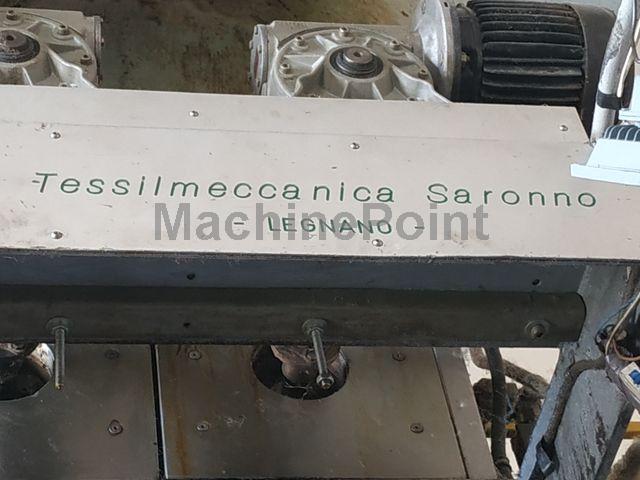 Tessilmeccanica Saronno
- LEGNANO -
MachinePoint